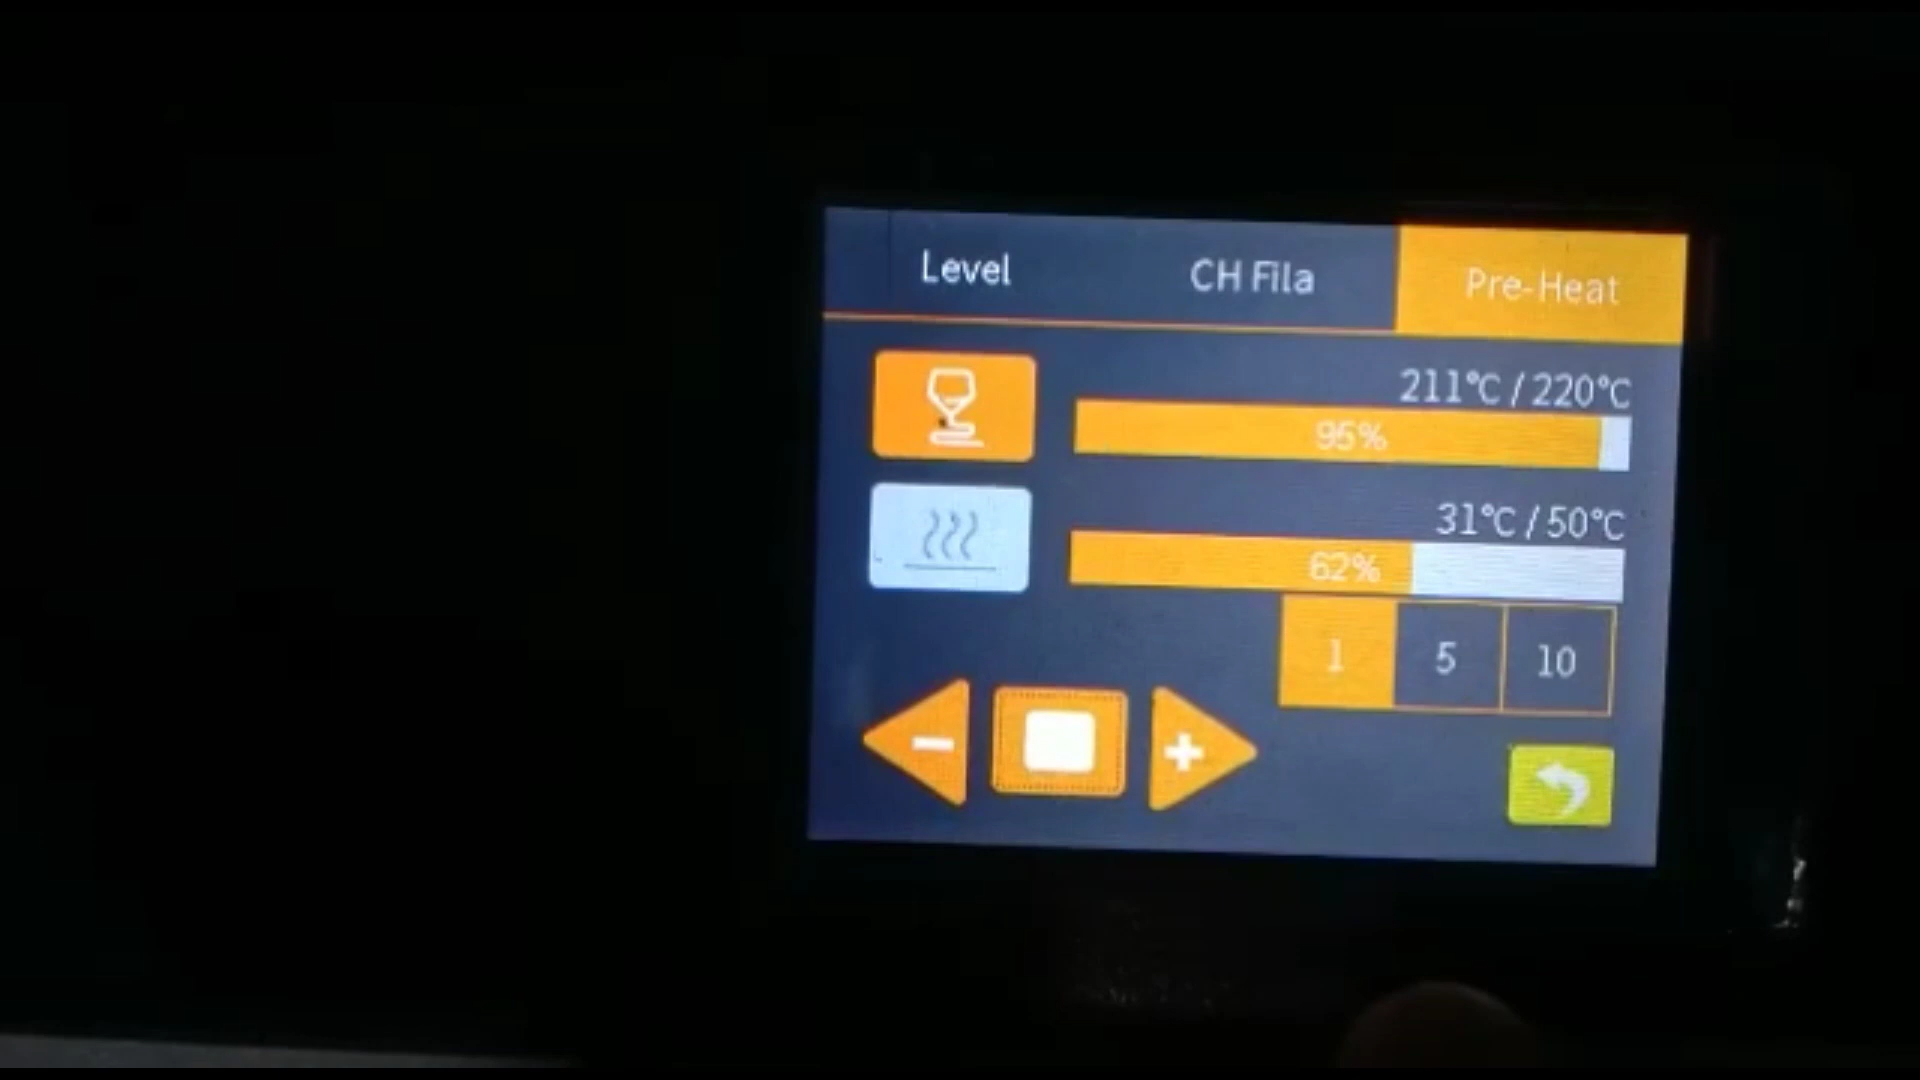 Level CH Fila Pre-Heat
211°C / 220°C
95%
31°C / 50°C
62%
1 5 10
- +